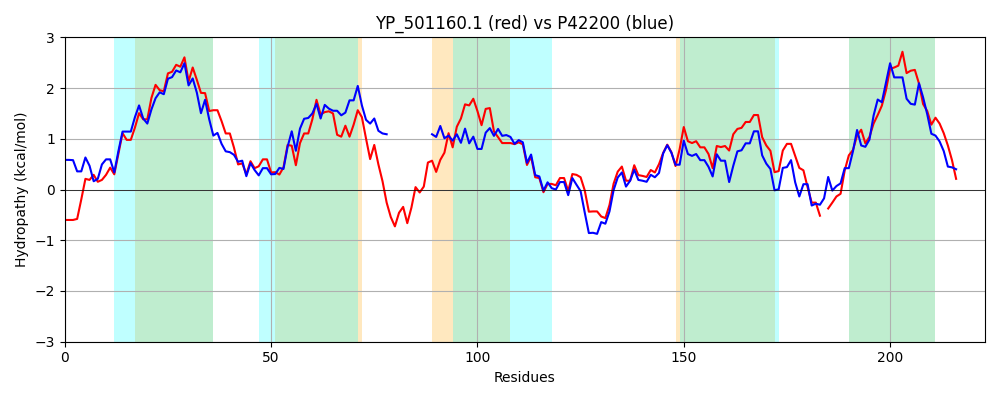 YP_501160.1 (red) vs P42200 (blue)
Hydropathy (kcal/mol)
3
2
1
0
−1
−2
−3
0 50 100 150 200
Residues